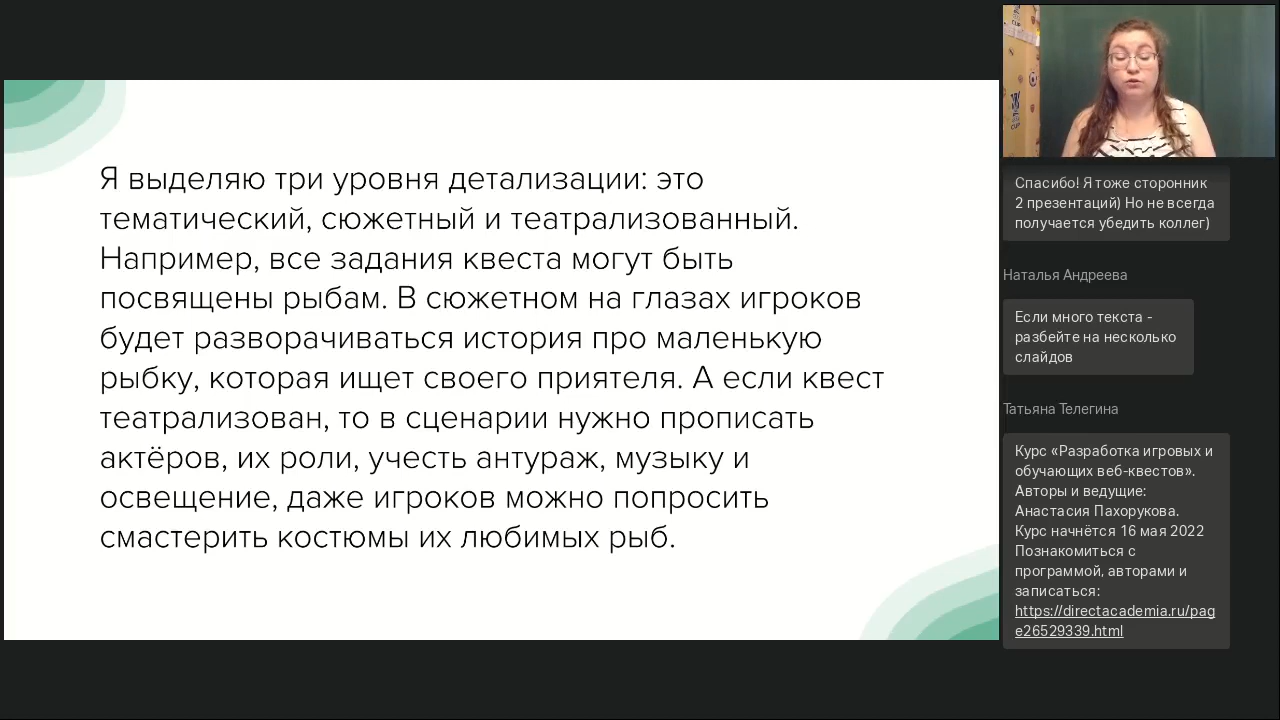 Я выделяю три уровня детализации: это
тематический, сюжетный и театрализованный.
Например, все задания квеста могут быть
посвящены рыбам. В сюжетном на глазах игроков
будет разворачиваться история про маленькую
рыбку, которая ищет своего приятеля. А если квест
театрализован, то в сценарии нужно прописать
актёров, их роли, учесть антураж, музыку и
освещение, даже игроков можно попросить
смастерить костюмы их любимых рыб.
Спасибо! Я тоже сторонник
2 презентаций) Но не всегда
получается убедить коллег)
Наталья Андреева
Если много текста -
разбейте на несколько
слайдов
Татьяна Телегина
Курс «Разработка игровых и
обучающих веб-квестов».
Авторы и ведущие:
Анастасия Пахорукова.
Курс начнётся 16 мая 2022
Познакомиться с
программой, авторами и
записаться:
https://directacademia.ru/pag
e26529339.html